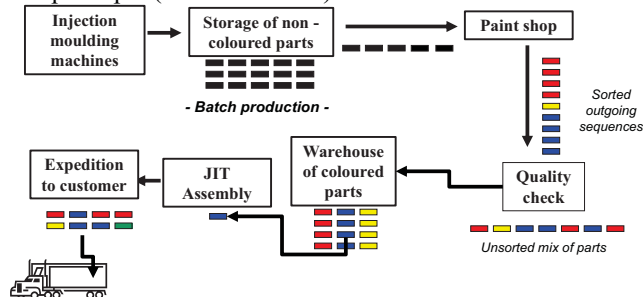 Injection
moulding
machines
Storage of non -
coloured parts
Paint shop
- Batch production -
Sorted
outgoing
sequences
Expedition
to customer
JIT
Assembly
Warehouse
of coloured
parts
Quality
check
Unsorted mix of parts